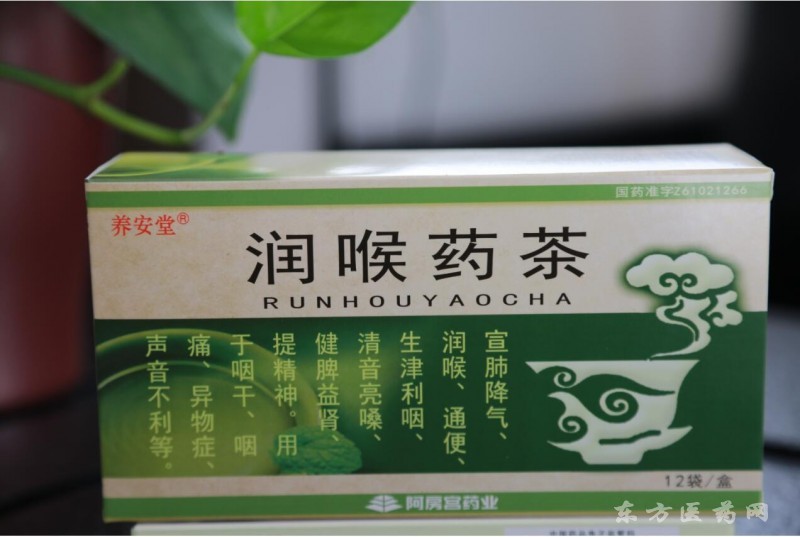 国药准字Z61021266
养安堂®
润喉药茶
RUNHOUYAOCHA
宣肺降气、
润喉、通便、
生津利咽、
清音亮嗓、
健脾益肾、
提精神。用
于咽干、咽
痛、异物症、
声音不利等。
12袋/盒
阿房宫药业
东方医药网